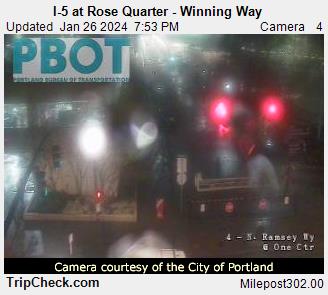 I-5 at Rose Quarter - Winning Way
Updated Jan 26 2024 7:53 PM Camera 4
PBOT
PORTLAND BUREAU OF TRANSPORTATION
4 - N. Ramsey Wy
@ One Ctr
Camera courtesy of the City of Portland
TripCheck.com Milepost302.00